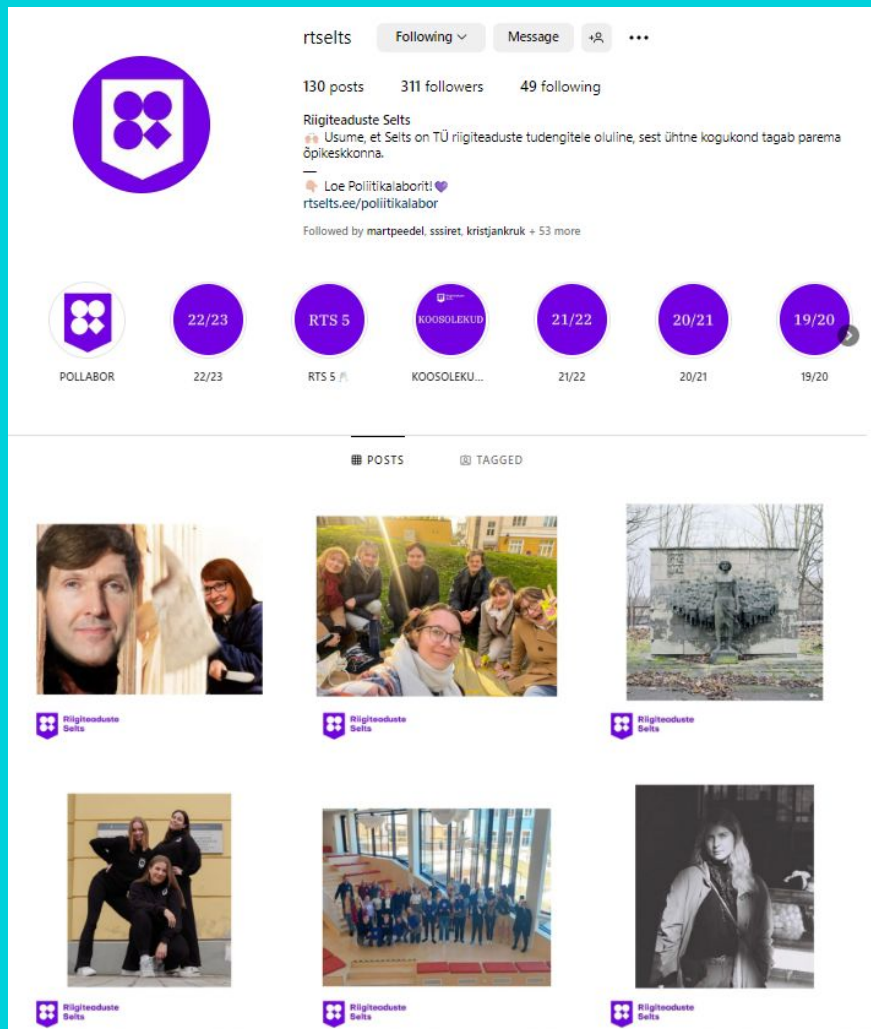 rtselts Following Message
130 posts 311 followers 49 following
Riigiteaduste Selts
🙌🏻 Usume, et Selts on TÜ riigiteaduste tudengitele oluline, sest ühtne kogukond tagab parema
õpikeskkonna.
—
👇🏻 Loe Poliitikalaborit!💜
rtselts.ee/poliitikalabor
Followed by martpeedel, sssiret, kristjankruk + 53 more
22/23
RTS 5
KOOSOLEKUD
21/22
20/21
19/20
POLLABOR
22/23
RTS 5
KOOSOLEKU...
21/22
20/21
19/20
POSTS TAGGED
Riigiteaduste
Selts
Riigiteaduste
Selts
Riigiteaduste
Selts
Riigiteaduste
Selts
Riigiteaduste
Selts
Riigiteaduste
Selts